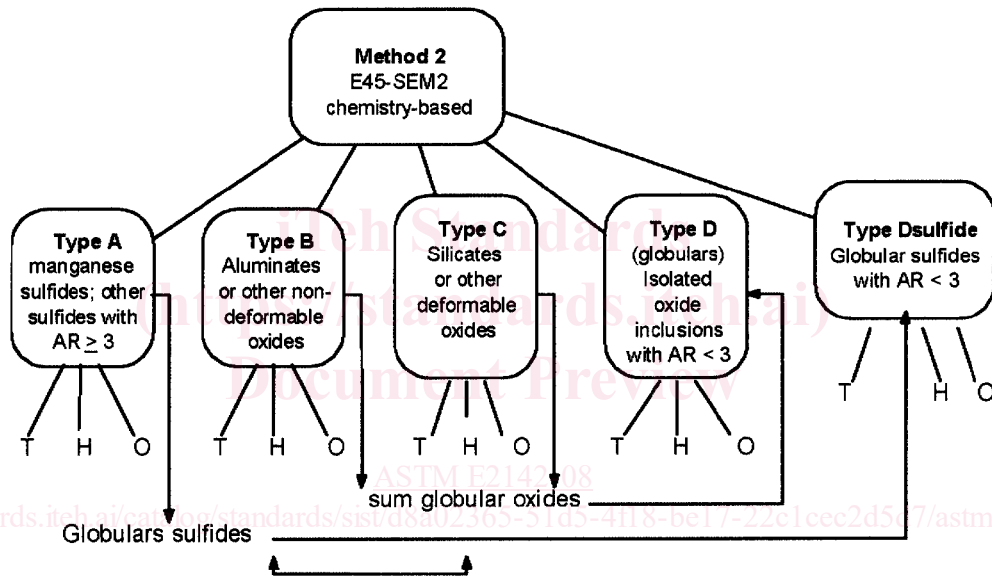 Method 2
E45-SEM2
chemistry-based
Type A
manganese
sulfides; other
sulfides with
AR ≥ 3
Type B
Aluminates
or other non-
deformable
oxides
Type C
Silicates
or other
deformable
oxides
Type D
(globulars)
Isolated
oxide
inclusions
with AR < 3
Type Dsulfide
Globular sulfides
with AR < 3
T H O
T H O
T H O
T H O
T H O
iTeh Standards
(https://standards.iteh.ai)
Document Preview
ASTM E2142-08
sum globular oxides
rds.iteh.ai/catalog/standards/sist/d8a02365-51d5-4f18-be17-22c1cec2d5d7/astm
Globulars sulfides